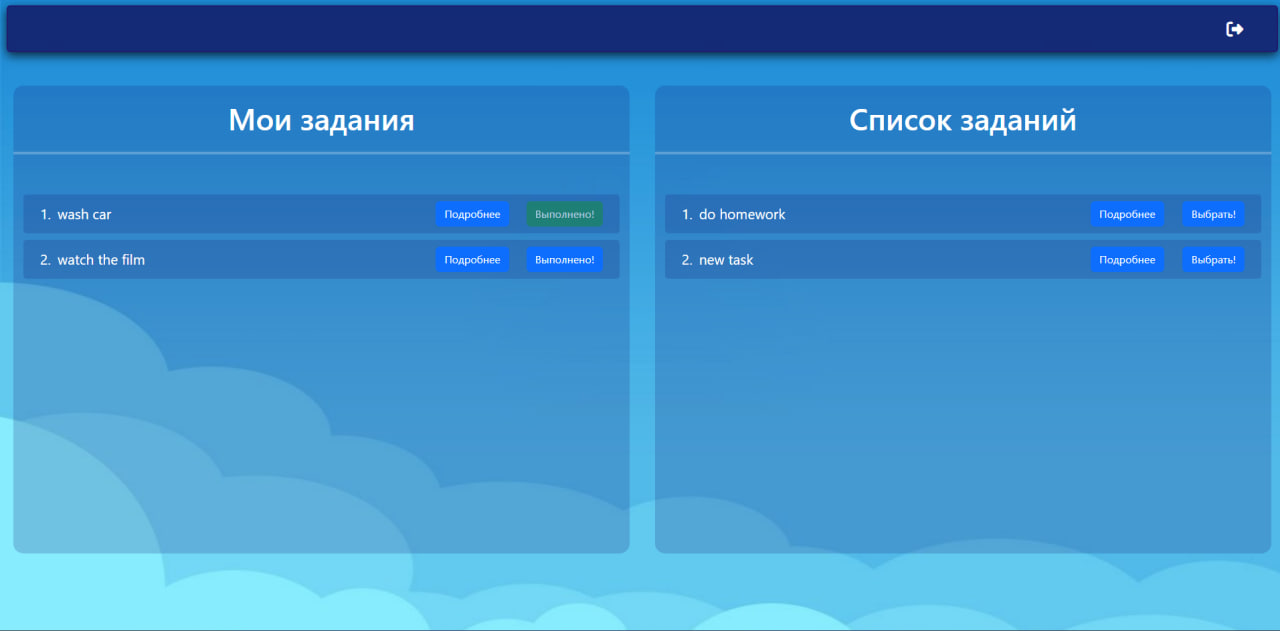 Мои задания
1. wash car Подробнее Выполнено!
2. watch the film Подробнее Выполнено!
Список заданий
1. do homework Подробнее Выбрать!
2. new task Подробнее Выбрать!